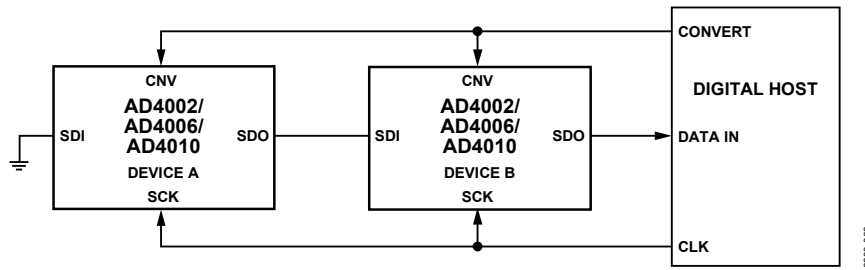 CONVERT
CNV
CNV
DIGITAL HOST
AD4002/
AD4006/
AD4010
AD4002/
AD4006/
AD4010
SDI
SDO
SDI
SDO
DATA IN
DEVICE A
DEVICE B
SCK
SCK
CLK